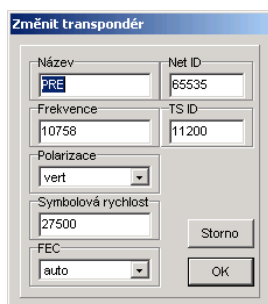 Změnit transpondér
Název
Net ID
PRE
65535
Frekvence
TS ID
10758
11200
Polarizace
vert
Symbolová rychlost
27500
Storno
FEC
auto
OK